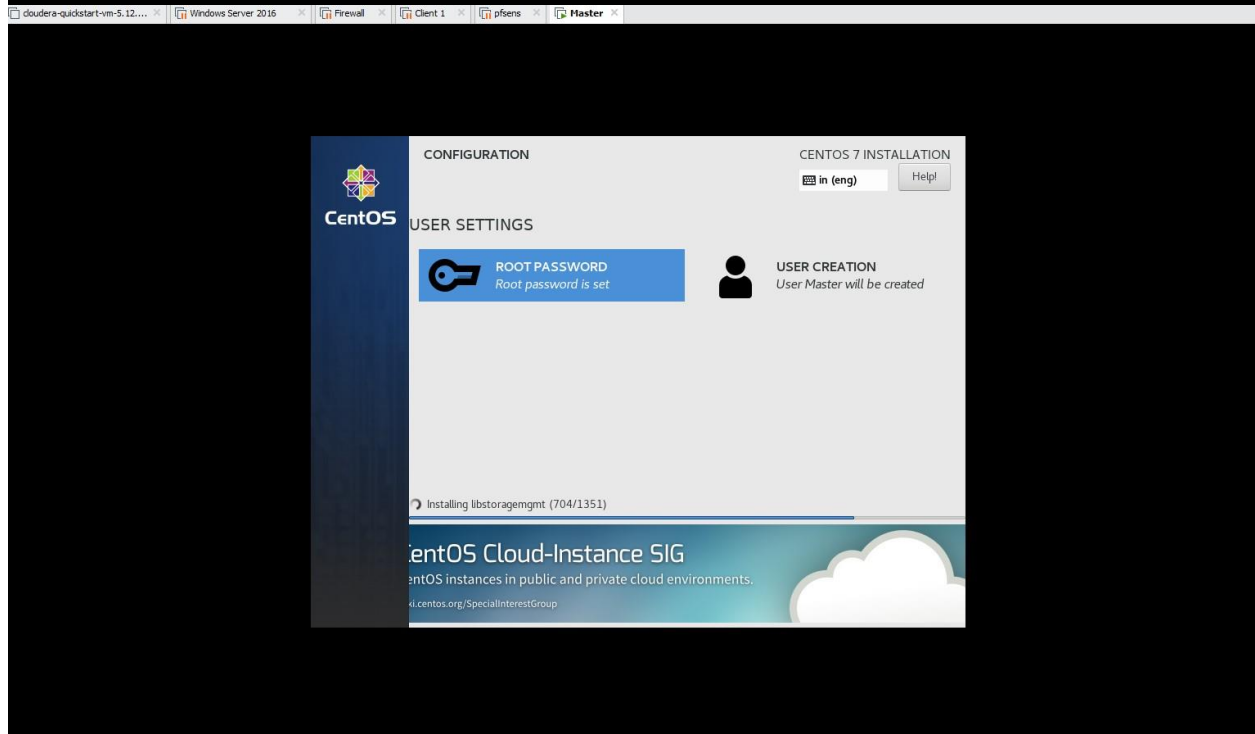 cloudera-quickstart-vm-5.12.... Windows Server 2016 Firewall Client 1 pfsens Master
CentOS
CONFIGURATION
CENTOS 7 INSTALLATION
in (eng)
Help!
USER SETTINGS
ROOT PASSWORD
Root password is set
USER CREATION
User Master will be created
Installing libstoragemgmt (704/1351)
entOS Cloud-Instance SIG
entOS instances in public and private cloud environments.
ki.centos.org/SpecialInterestGroup